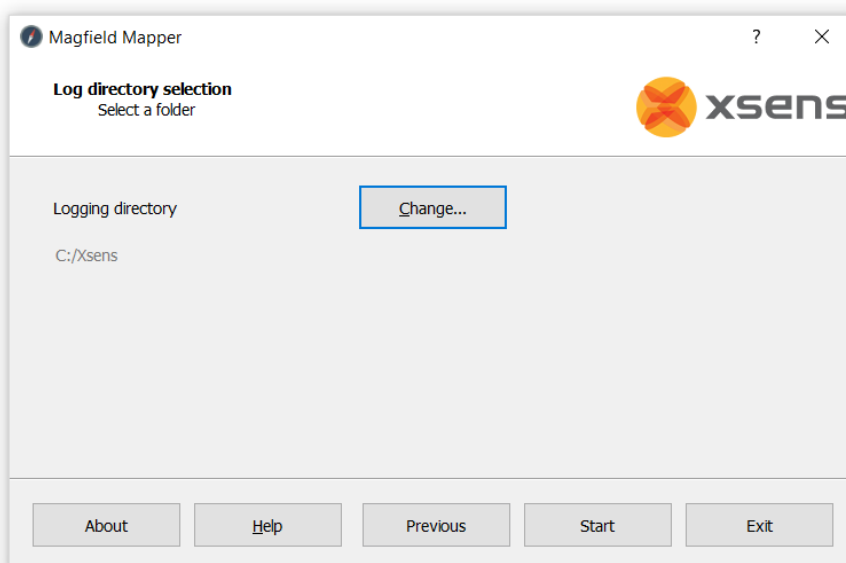 Magfield Mapper
?
Log directory selection
Select a folder
xsens
Logging directory
Change...
C:/Xsens
About
Help
Previous
Start
Exit